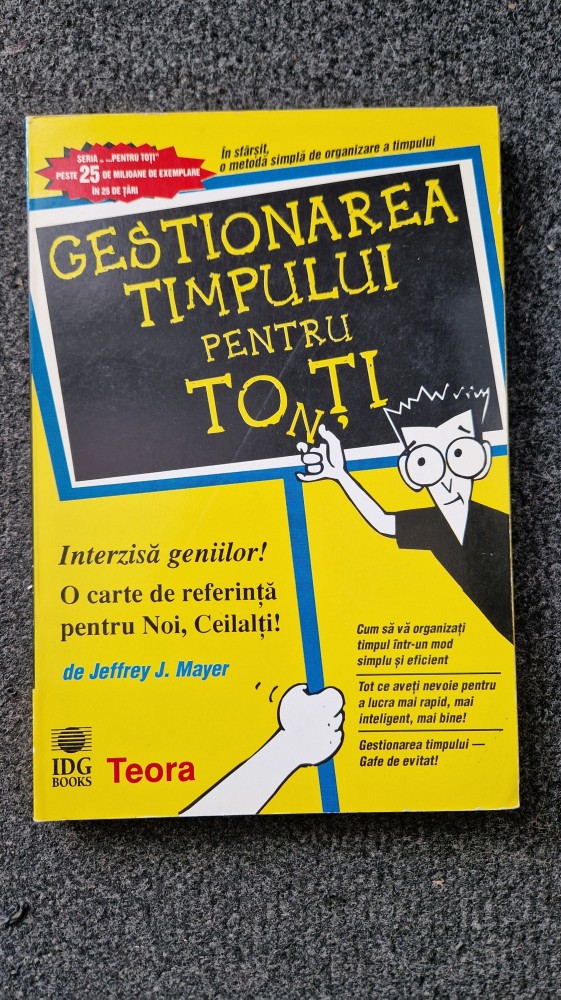 SERIA „...PENTRU TOȚI"
PESTE 25 DE MILIOANE DE EXEMPLARE
ÎN 25 DE ȚĂRI
În sfârșit,
o metodă simplă de organizare a timpului
GESTIONAREA
TIMPULUI
PENTRU
TONȚI
Interzisă geniilor!
O carte de referință
pentru Noi, Ceilalți!
de Jeffrey J. Mayer
Cum să vă organizați
timpul într-un mod
simplu și eficient
Tot ce aveți nevoie pentru
a lucra mai rapid, mai
inteligent, mai bine!
Gestionarea timpului —
Gafe de evitat!
IDG
BOOKS
Teora